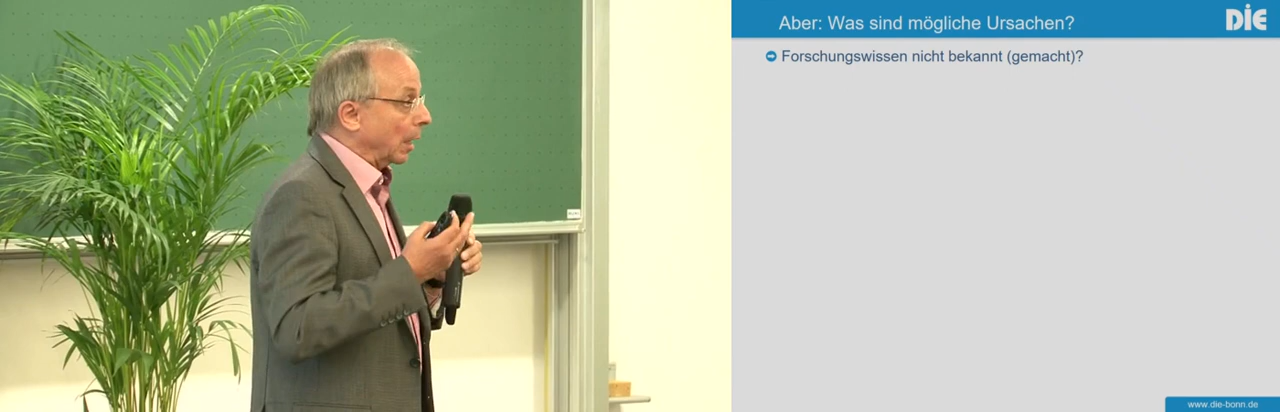 Aber: Was sind mögliche Ursachen?
DIE
Forschungswissen nicht bekannt (gemacht)?
www.die-bonn.de